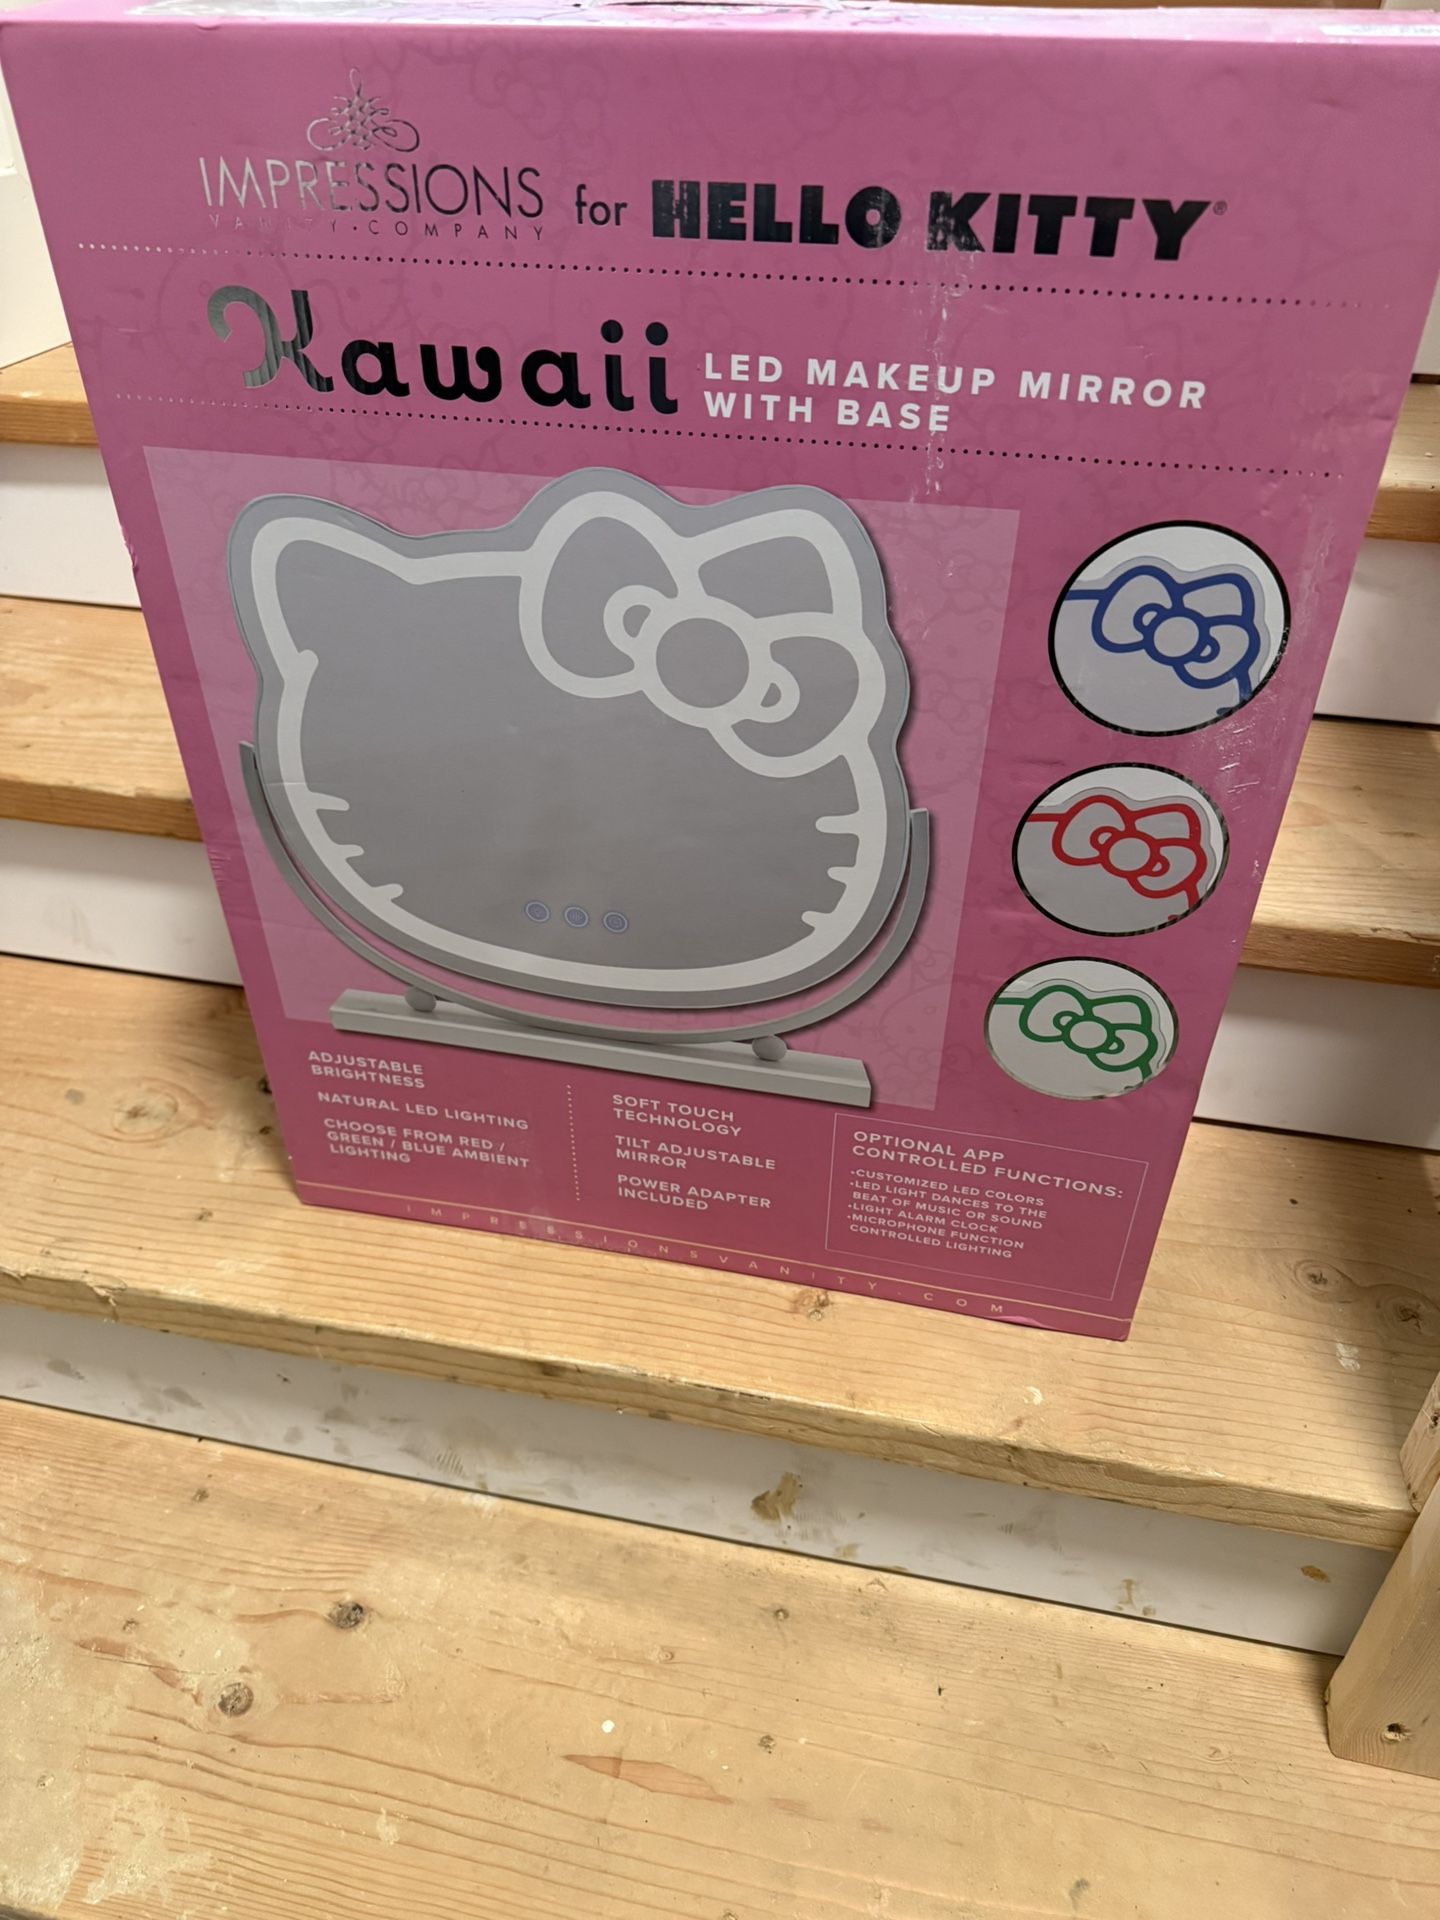 IMPRESSIONS
VANITY•COMPANY
for HELLO KITTY®
Kawaii
LED MAKEUP MIRROR
WITH BASE
ADJUSTABLE
BRIGHTNESS
NATURAL LED LIGHTING
CHOOSE FROM RED /
GREEN / BLUE AMBIENT
LIGHTING
SOFT TOUCH
TECHNOLOGY
TILT ADJUSTABLE
MIRROR
POWER ADAPTER
INCLUDED
OPTIONAL APP
CONTROLLED FUNCTIONS:
•CUSTOMIZED LED COLORS
•LED LIGHT DANCES TO THE
BEAT OF MUSIC OR SOUND
•LIGHT ALARM CLOCK
•MICROPHONE FUNCTION
CONTROLLED LIGHTING
IMPRESSIONSVANITY.COM